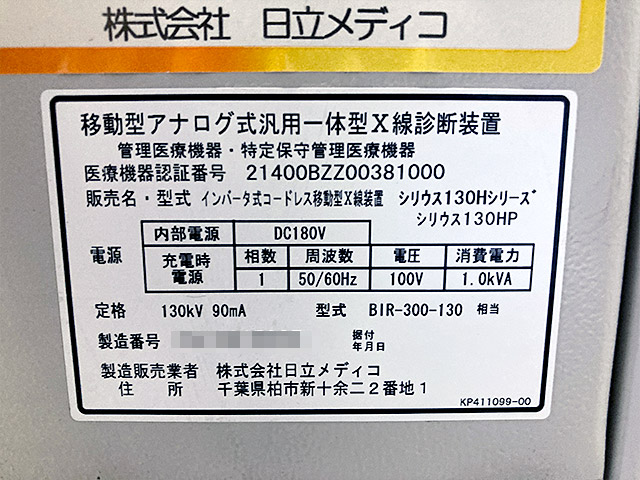 株式会社 日立メディコ
移動型アナログ式汎用一体型X線診断装置
管理医療機器・特定保守管理医療機器
医療機器認証番号 21400BZZ00381000
販売名・型式 インバータ式コードレス移動型X線装置 シリウス130Hシリーズ
シリウス130HP
電源
内部電源 DC180V
充電時電源 相数 周波数 電圧 消費電力
1 50/60Hz 100V 1.0kVA
定格 130kV 90mA 型式 BIR-300-130 相当
製造番号 据付年月日
製造販売業者 株式会社日立メディコ
住所 千葉県柏市新十余二2番地1
KP411099-00